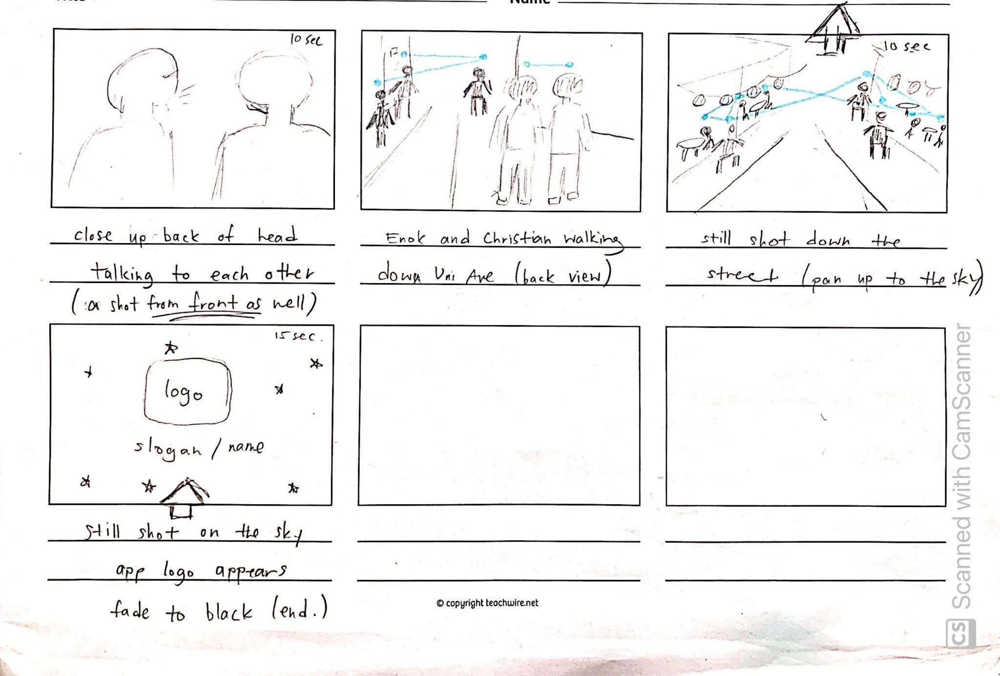 Name
10 sec
10 sec
close up back of head
talking to each other
(a shot from front as well)
Enok and Christian walking
down Uni Ave (back view)
still shot down the
street (pan up to the sky)
15 sec.
logo
slogan / name
still shot on the sky
app logo appears
fade to black (end.)
© copyright teachwire.net
CS Scanned with CamScanner